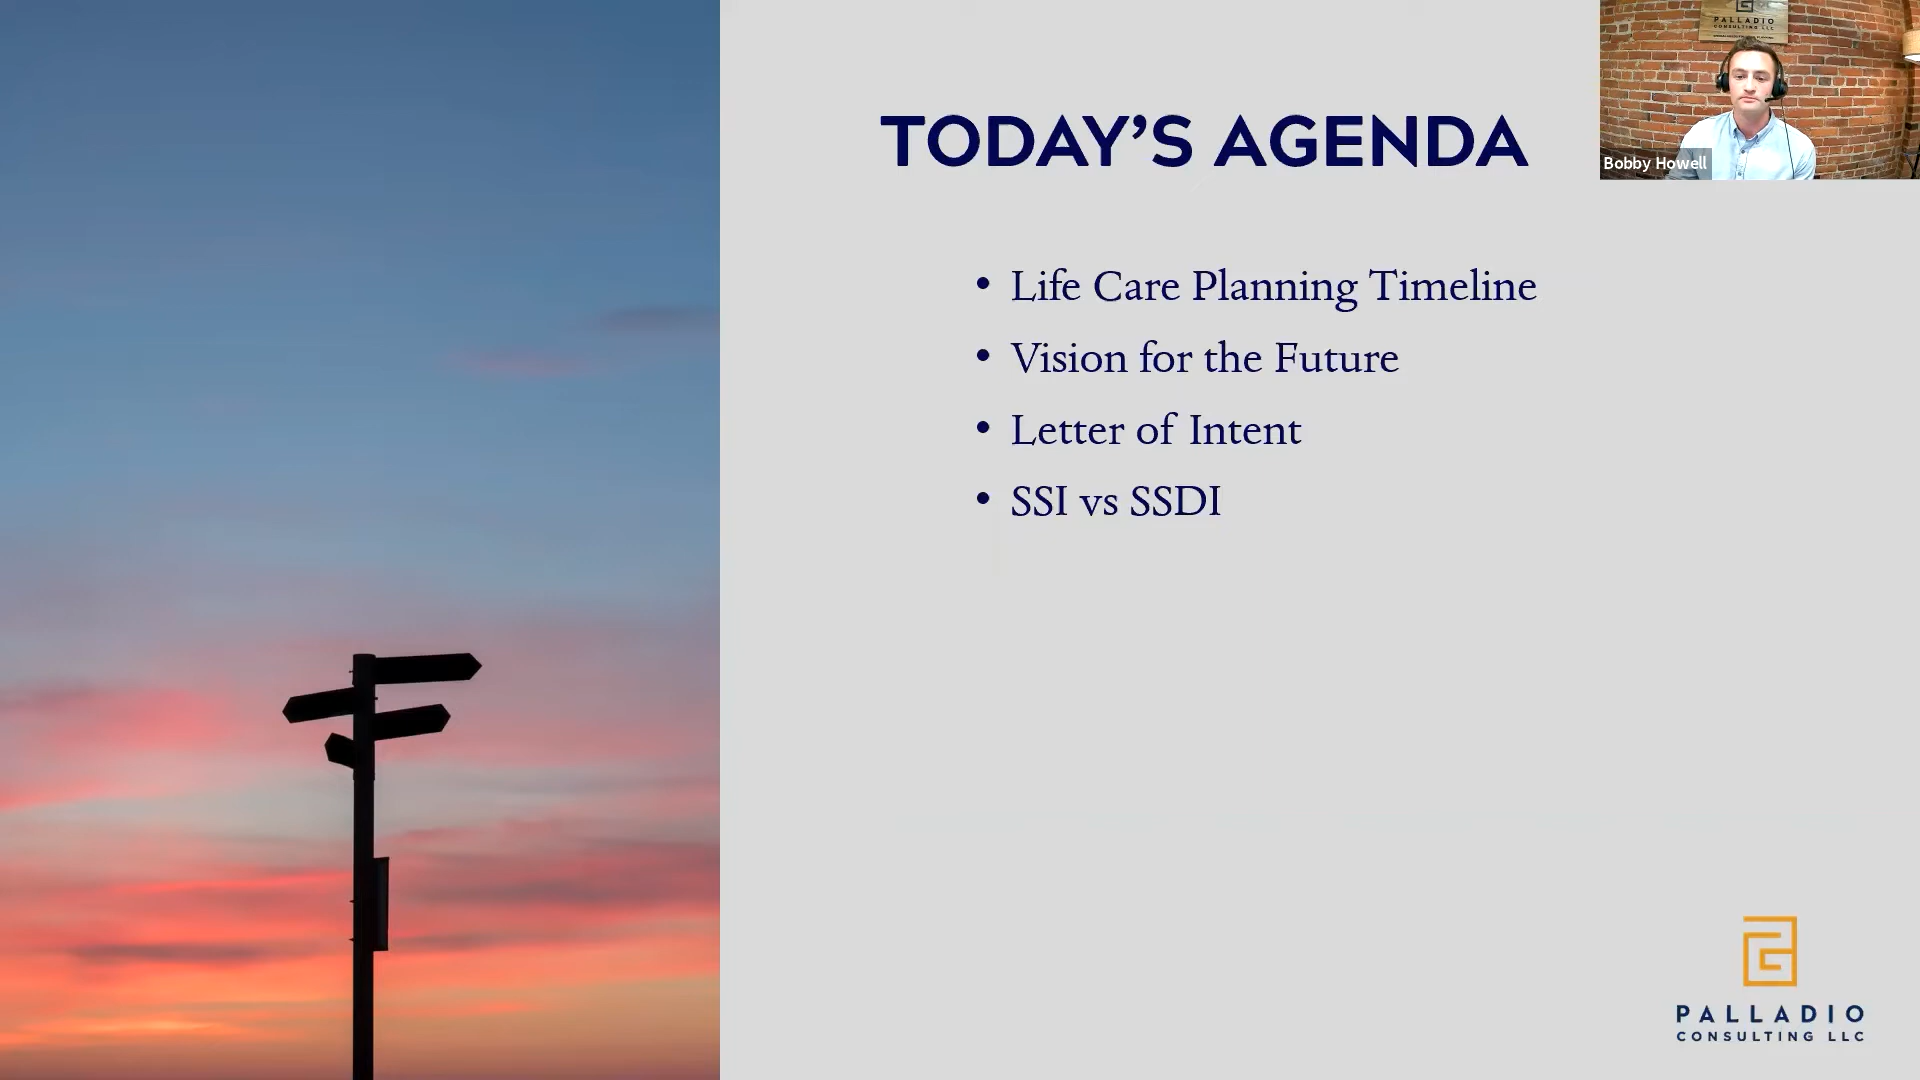 TODAY’S AGENDA
• Life Care Planning Timeline
• Vision for the Future
• Letter of Intent
• SSI vs SSDI
PALLADIO
CONSULTING LLC
Bobby Howell
PALLADIO
CONSULTING LLC